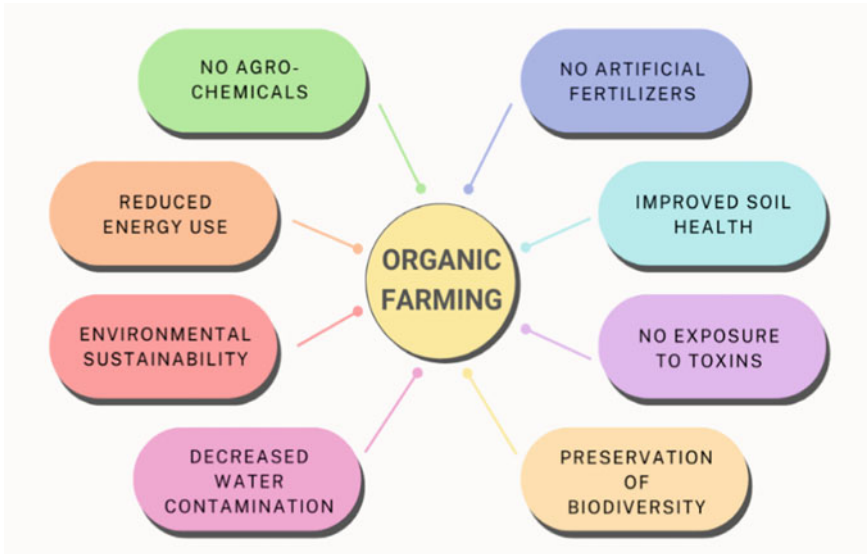 NO AGRO-
CHEMICALS
NO ARTIFICIAL
FERTILIZERS
REDUCED
ENERGY USE
IMPROVED SOIL
HEALTH
ORGANIC
FARMING
ENVIRONMENTAL
SUSTAINABILITY
NO EXPOSURE
TO TOXINS
DECREASED
WATER
CONTAMINATION
PRESERVATION
OF
BIODIVERSITY